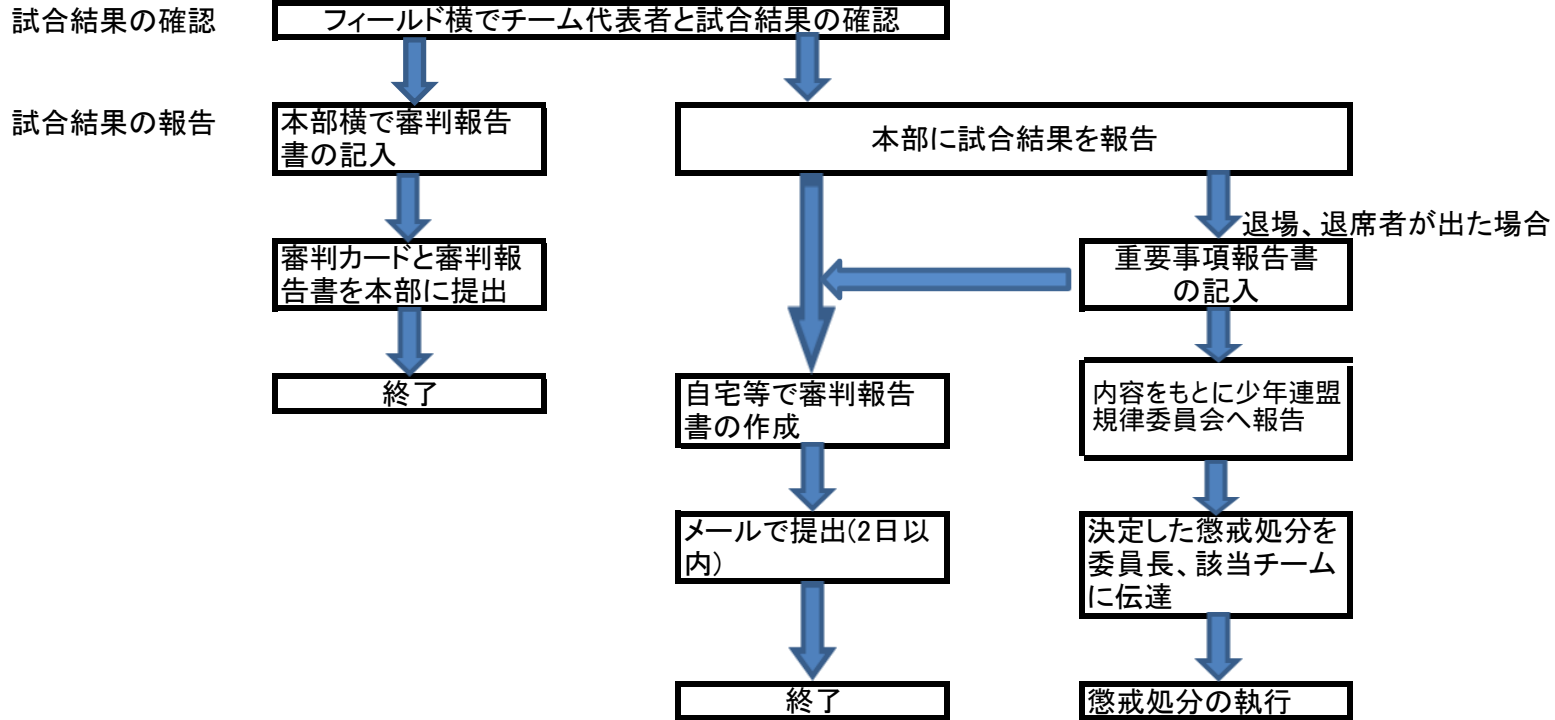 試合結果の確認
フィールド横でチーム代表者と試合結果の確認
試合結果の報告
本部横で審判報告
書の記入
本部に試合結果を報告
退場、退席者が出た場合
審判カードと審判報
告書を本部に提出
重要事項報告書
の記入
終了
自宅等で審判報告
書の作成
内容をもとに少年連盟
規律委員会へ報告
メールで提出(2日以
内)
決定した懲戒処分を
委員長、該当チーム
に伝達
終了
懲戒処分の執行